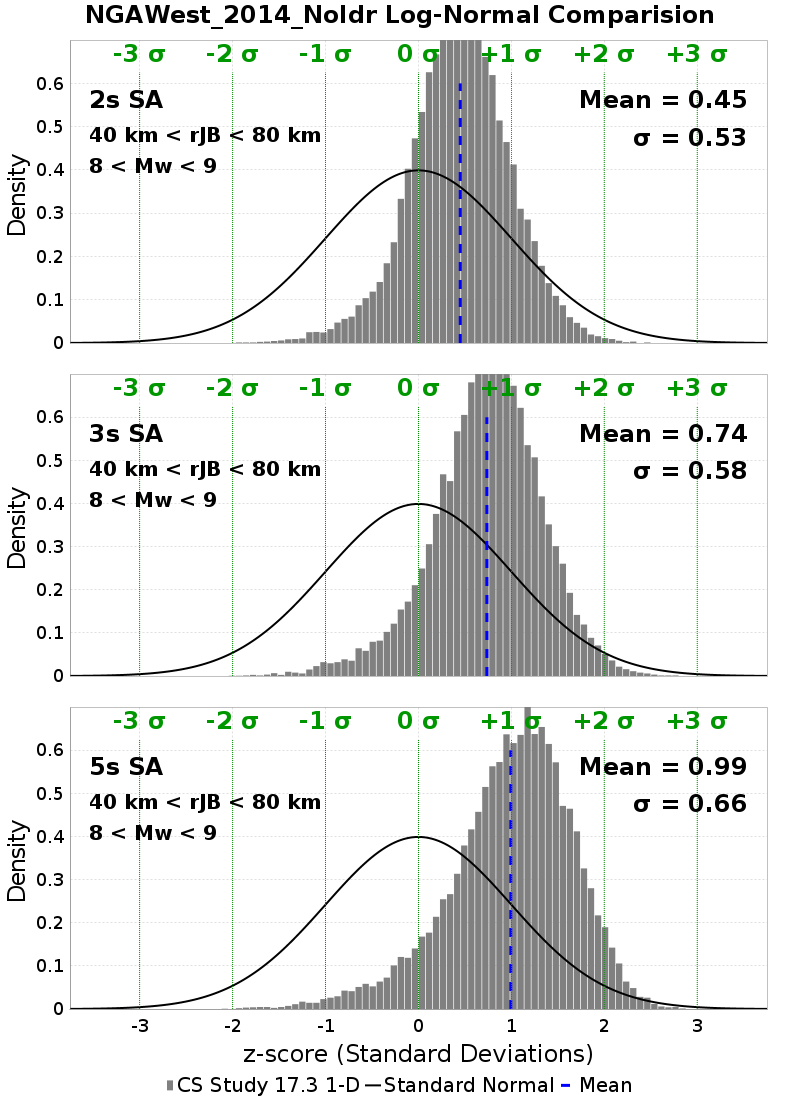 NGAWest_2014_NoIdr Log-Normal Comparision
-3 σ -2 σ -1 σ 0 σ +1 σ +2 σ +3 σ
2s SA Mean = 0.45
40 km < rJB < 80 km σ = 0.53
8 < Mw < 9
0.6
0.5
0.4
0.3
0.2
0.1
0
Density
-3 σ -2 σ -1 σ 0 σ +1 σ +2 σ +3 σ
3s SA Mean = 0.74
40 km < rJB < 80 km σ = 0.58
8 < Mw < 9
0.6
0.5
0.4
0.3
0.2
0.1
0
Density
-3 σ -2 σ -1 σ 0 σ +1 σ +2 σ +3 σ
5s SA Mean = 0.99
40 km < rJB < 80 km σ = 0.66
8 < Mw < 9
0.6
0.5
0.4
0.3
0.2
0.1
0
Density
-3 -2 -1 0 1 2 3
z-score (Standard Deviations)
CS Study 17.3 1-D Standard Normal Mean